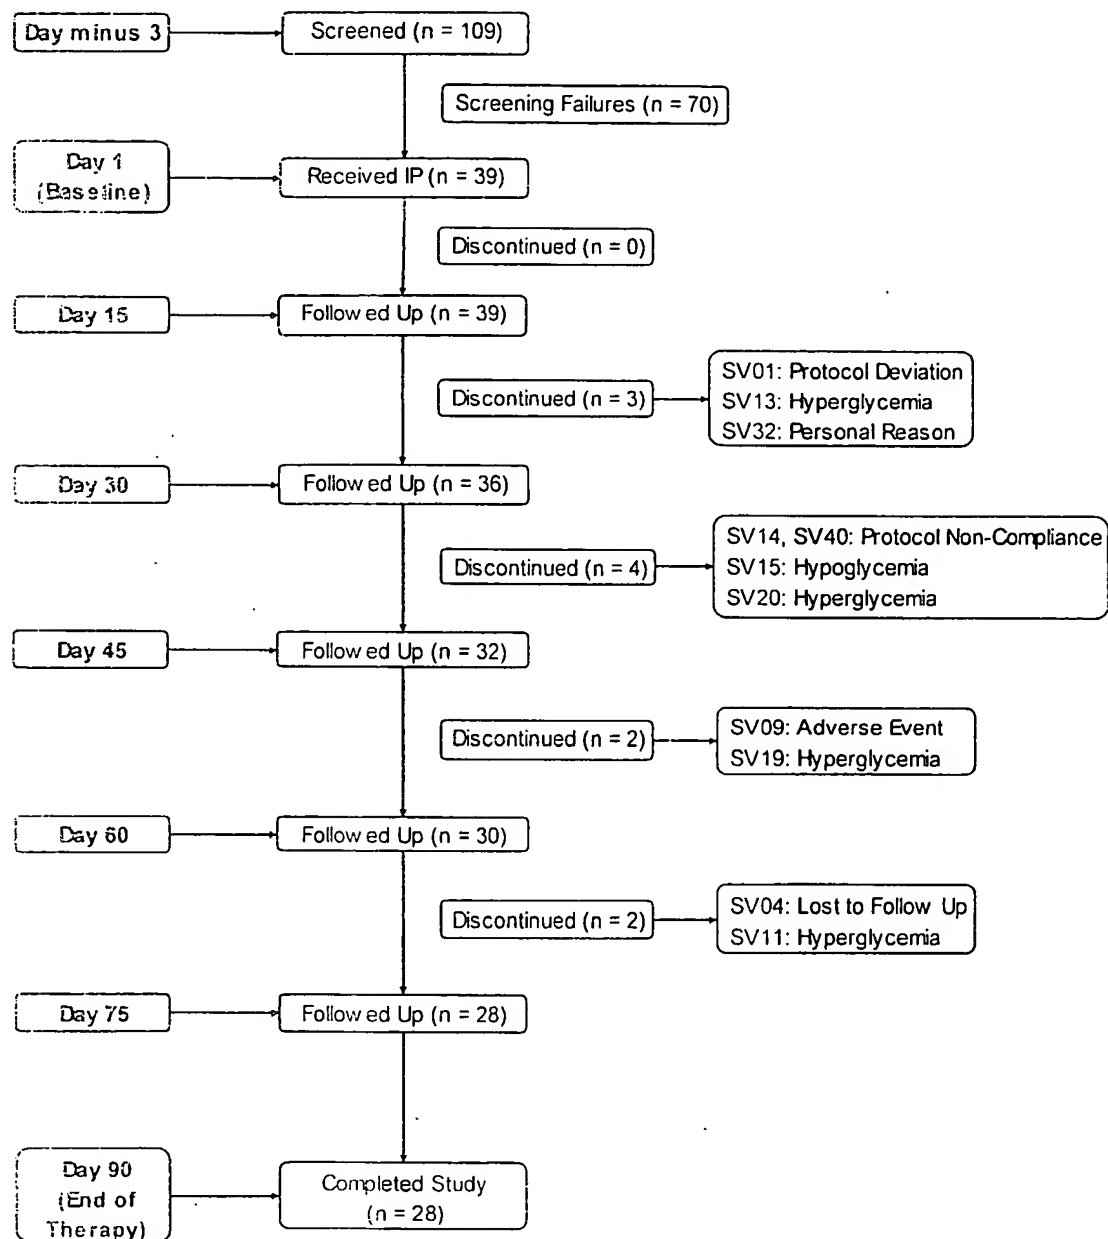 Day minus 3
Screened (n = 109)
Screening Failures (n = 70)
Day 1
(Baseline)
Received IP (n = 39)
Discontinued (n = 0)
Day 15
Followed Up (n = 39)
Discontinued (n = 3)
SV01: Protocol Deviation
SV13: Hyperglycemia
SV32: Personal Reason
Day 30
Followed Up (n = 36)
Discontinued (n = 4)
SV14, SV40: Protocol Non-Compliance
SV15: Hypoglycemia
SV20: Hyperglycemia
Day 45
Followed Up (n = 32)
Discontinued (n = 2)
SV09: Adverse Event
SV19: Hyperglycemia
Day 60
Followed Up (n = 30)
Discontinued (n = 2)
SV04: Lost to Follow Up
SV11: Hyperglycemia
Day 75
Followed Up (n = 28)
Day 90
(End of
Therapy)
Completed Study
(n = 28)